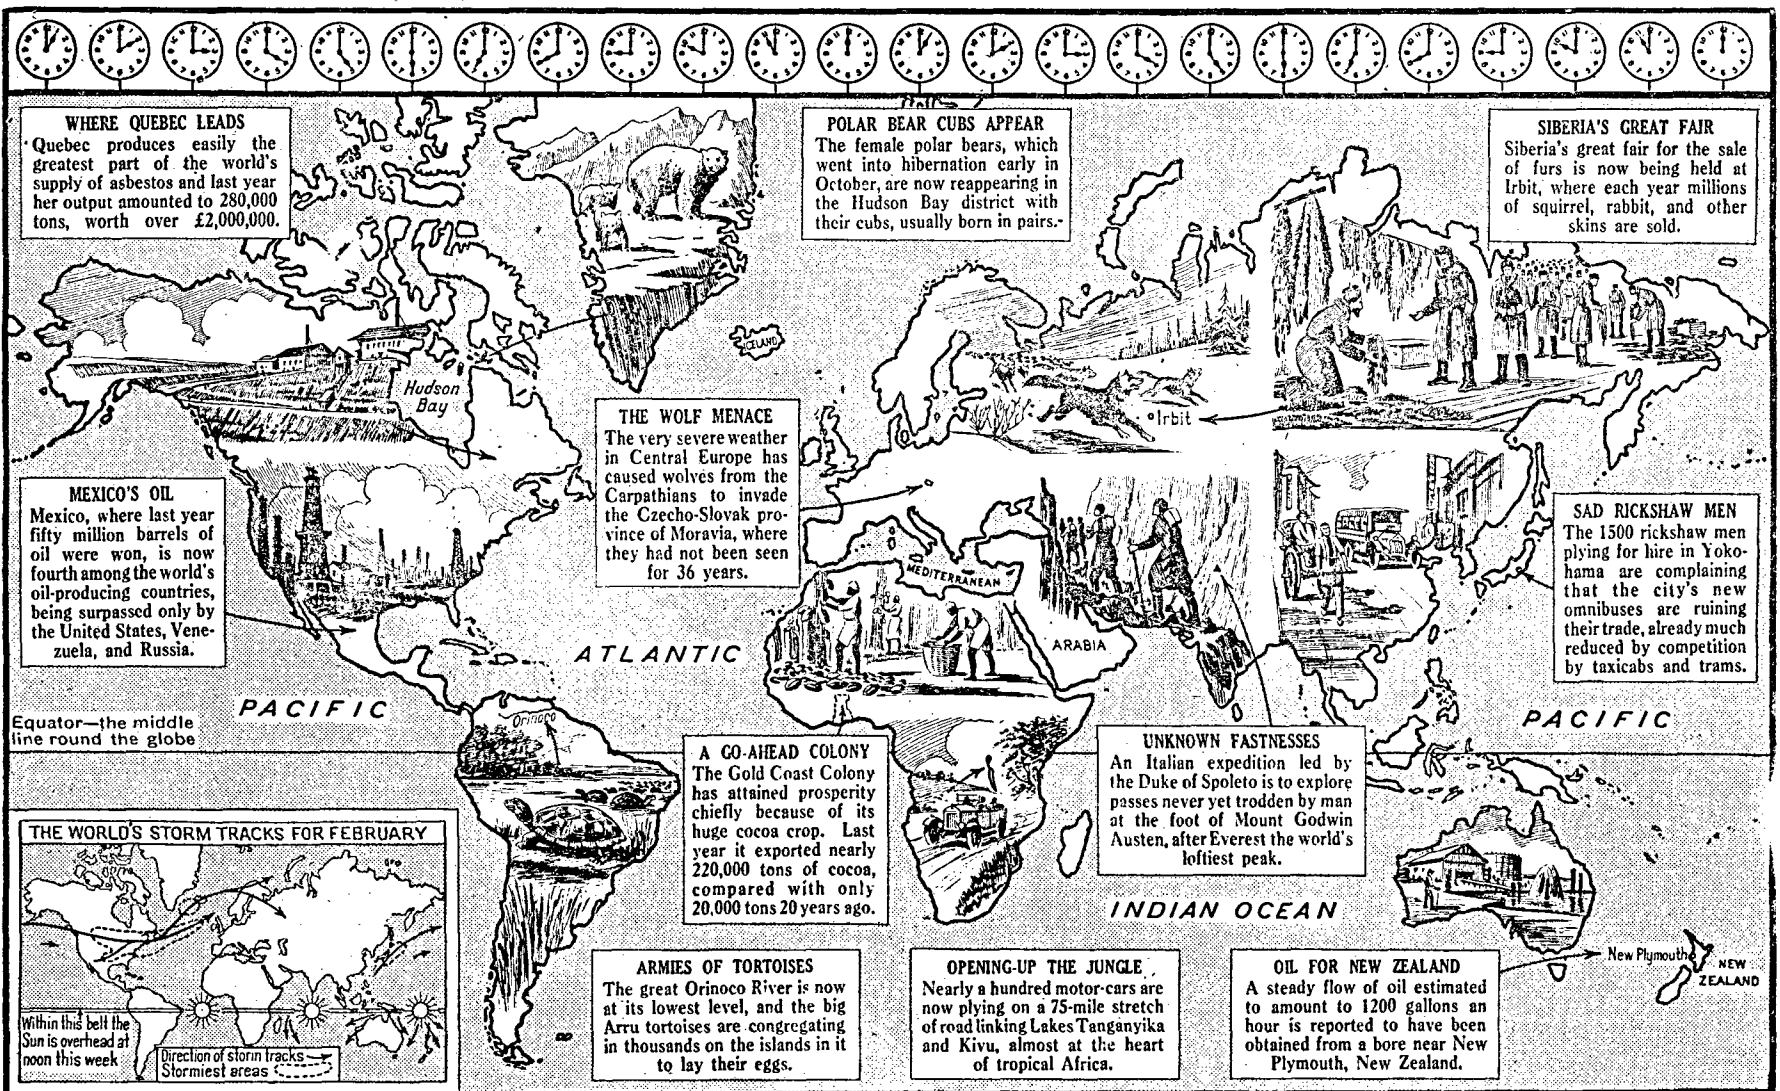 WHERE QUEBEC LEADS
Quebec produces easily the
greatest part of the world's
supply of asbestos and last year
her output amounted to 280,000
tons, worth over £2,000,000.
POLAR BEAR CUBS APPEAR
The female polar bears, which
went into hibernation early in
October, are now reappearing in
the Hudson Bay district with
their cubs, usually born in pairs.
SIBERIA'S GREAT FAIR
Siberia's great fair for the sale
of furs is now being held at
Irbit, where each year millions
of squirrel, rabbit, and other
skins are sold.
ICELAND
Hudson
Bay
Irbit
THE WOLF MENACE
The very severe weather
in Central Europe has
caused wolves from the
Carpathians to invade
the Czecho-Slovak pro-
vince of Moravia, where
they had not been seen
for 36 years.
MEXICO'S OIL
Mexico, where last year
fifty million barrels of
oil were won, is now
fourth among the world's
oil-producing countries,
being surpassed only by
the United States, Vene-
zuela, and Russia.
SAD RICKSHAW MEN
The 1500 rickshaw men
plying for hire in Yoko-
hama are complaining
that the city's new
omnibuses are ruining
their trade, already much
reduced by competition
by taxicabs and trams.
MEDITERRANEAN
ARABIA
ATLANTIC
PACIFIC
PACIFIC
Orinoco
Equator—the middle
line round the globe
A GO-AHEAD COLONY
The Gold Coast Colony
has attained prosperity
chiefly because of its
huge cocoa crop. Last
year it exported nearly
220,000 tons of cocoa,
compared with only
20,000 tons 20 years ago.
UNKNOWN FASTNESSES
An Italian expedition led by
the Duke of Spoleto is to explore
passes never yet trodden by man
at the foot of Mount Godwin
Austen, after Everest the world's
loftiest peak.
INDIAN OCEAN
THE WORLD'S STORM TRACKS FOR FEBRUARY
Within this belt the
Sun is overhead at
noon this week
Direction of storm tracks
Stormiest areas
ARMIES OF TORTOISES
The great Orinoco River is now
at its lowest level, and the big
Arru tortoises are congregating
in thousands on the islands in it
to lay their eggs.
OPENING-UP THE JUNGLE
Nearly a hundred motor-cars are
now plying on a 75-mile stretch
of road linking Lakes Tanganyika
and Kivu, almost at the heart
of tropical Africa.
OIL FOR NEW ZEALAND
A steady flow of oil estimated
to amount to 1200 gallons an
hour is reported to have been
obtained from a bore near New
Plymouth, New Zealand.
New Plymouth
NEW
ZEALAND